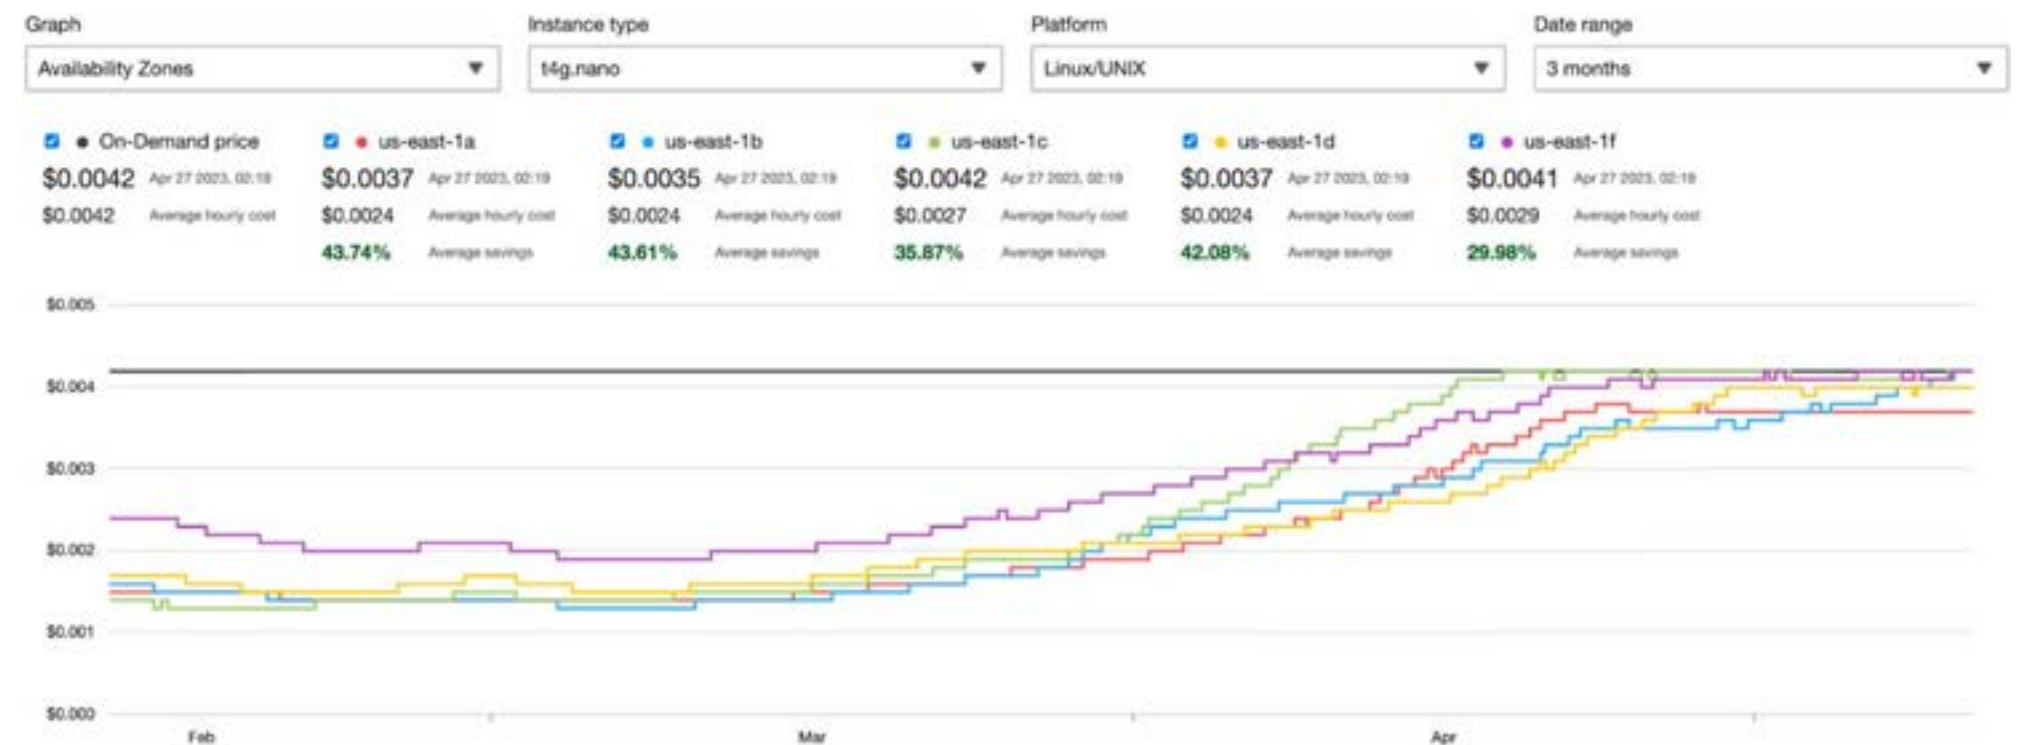 Graph Instance type Platform Date range
Availability Zones t4g.nano Linux/UNIX 3 months
On-Demand price us-east-1a us-east-1b us-east-1c us-east-1d us-east-1f
$0.0042 Apr 27 2023, 02:19 $0.0037 Apr 27 2023, 02:19 $0.0035 Apr 27 2023, 02:19 $0.0042 Apr 27 2023, 02:19 $0.0037 Apr 27 2023, 02:19 $0.0041 Apr 27 2023, 02:19
$0.0042 Average hourly cost $0.0024 Average hourly cost $0.0024 Average hourly cost $0.0027 Average hourly cost $0.0024 Average hourly cost $0.0029 Average hourly cost
43.74% Average savings 43.61% Average savings 35.87% Average savings 42.08% Average savings 29.98% Average savings
$0.005
$0.004
$0.003
$0.002
$0.001
$0.000
Feb Mar Apr